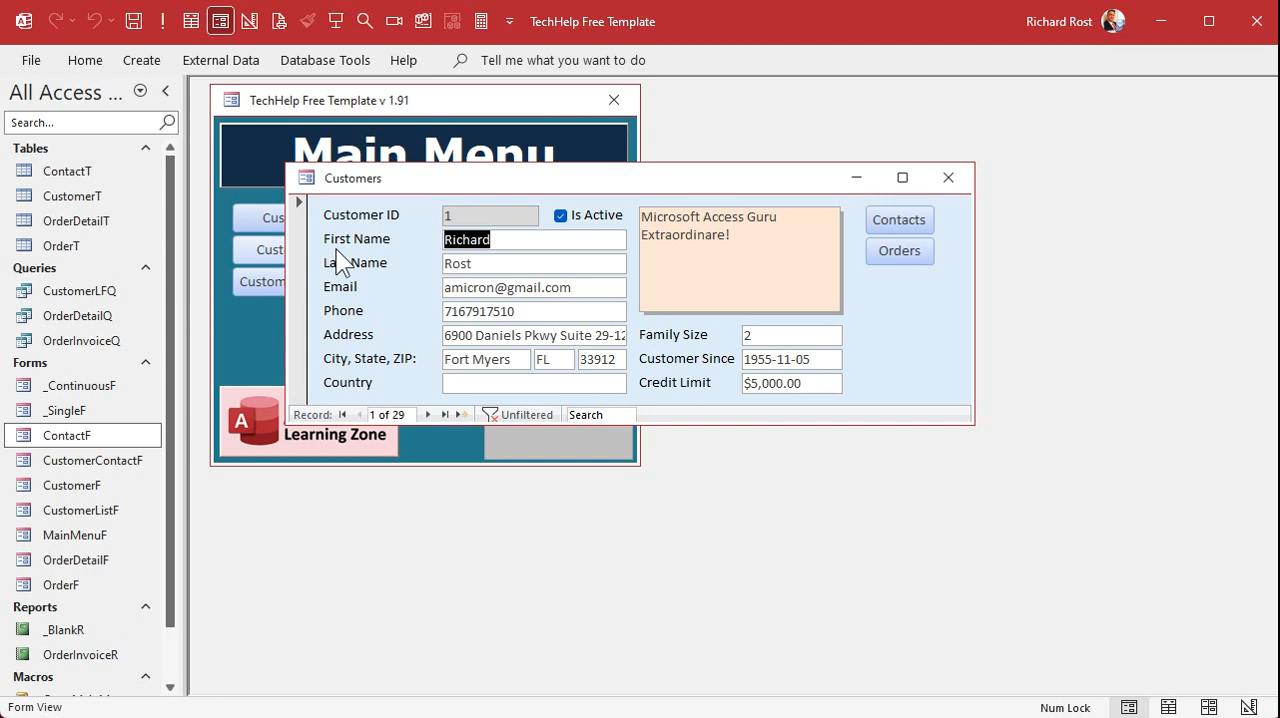 TechHelp Free Template
Richard Rost
File
Home
Create
External Data
Database Tools
Help
Tell me what you want to do
All Access ...
Search...
Tables
ContactT
CustomerT
OrderDetailT
OrderT
Queries
CustomerLFQ
OrderDetailQ
OrderInvoiceQ
Forms
_ContinuousF
_SingleF
ContactF
CustomerContactF
CustomerF
CustomerListF
MainMenuF
OrderDetailF
OrderF
Reports
_BlankR
OrderInvoiceR
Macros
TechHelp Free Template v 1.91
Main Menu
Cus
Cust
Custom
A
Learning Zone
Customers
Customer ID
1
Is Active
First Name
Richard
Last Name
Rost
Email
amicron@gmail.com
Phone
7167917510
Address
6900 Daniels Pkwy Suite 29-12
City, State, ZIP:
Fort Myers
FL
33912
Country
Microsoft Access Guru
Extraordinare!
Family Size
2
Customer Since
1955-11-05
Credit Limit
$5,000.00
Contacts
Orders
Record:
1 of 29
Unfiltered
Search
Form View
Num Lock